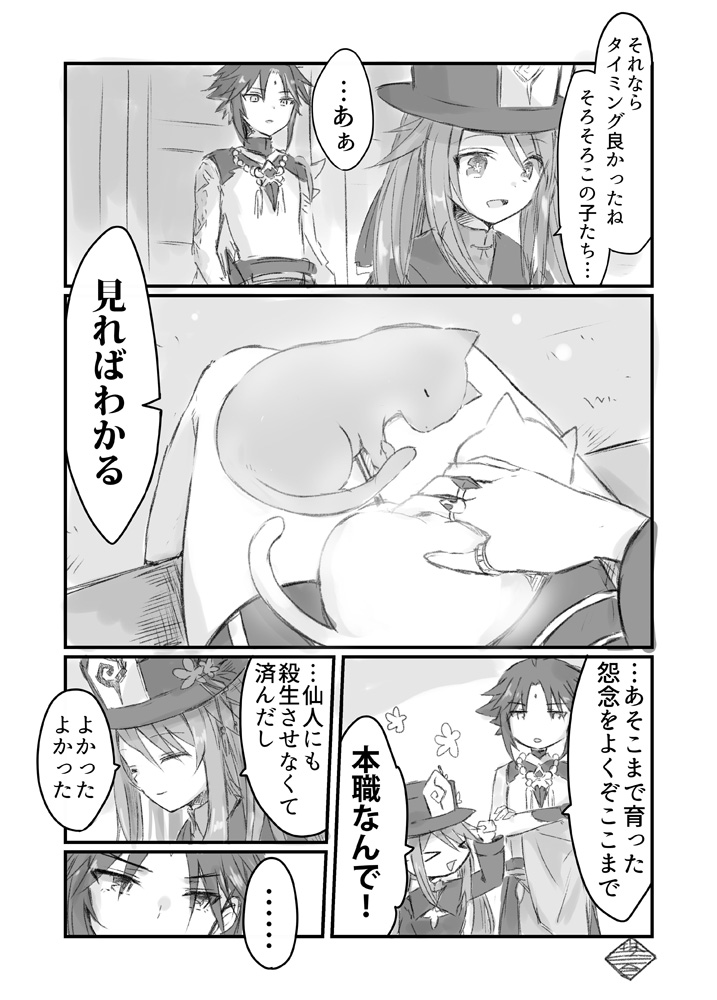 それなら
タイミング良かったね
そろそろこの子たち…
…あぁ
見ればわかる
…あそこまで育った
怨念をよくぞここまで
本職なんで！
…仙人にも
殺生させなくて
済んだし
よかった
よかった
……